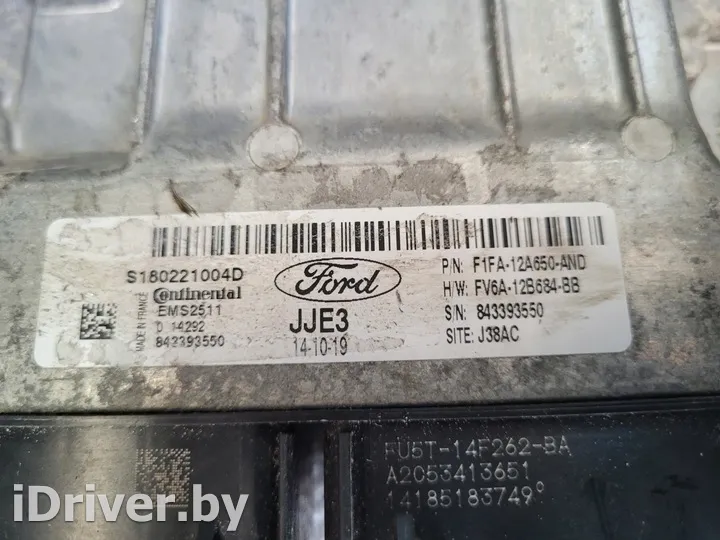 S180221004D
MADE IN FRANCE
Continental
EMS2511
D 14292
843393550
Ford
JJE3
14-10-19
P/N: F1FA-12A650-AND
H/W: FV6A-12B684-BB
S/N: 843393550
SITE: J38AC
FU5T-14F262-BA
A2053413651
14185183749°
iDriver.by